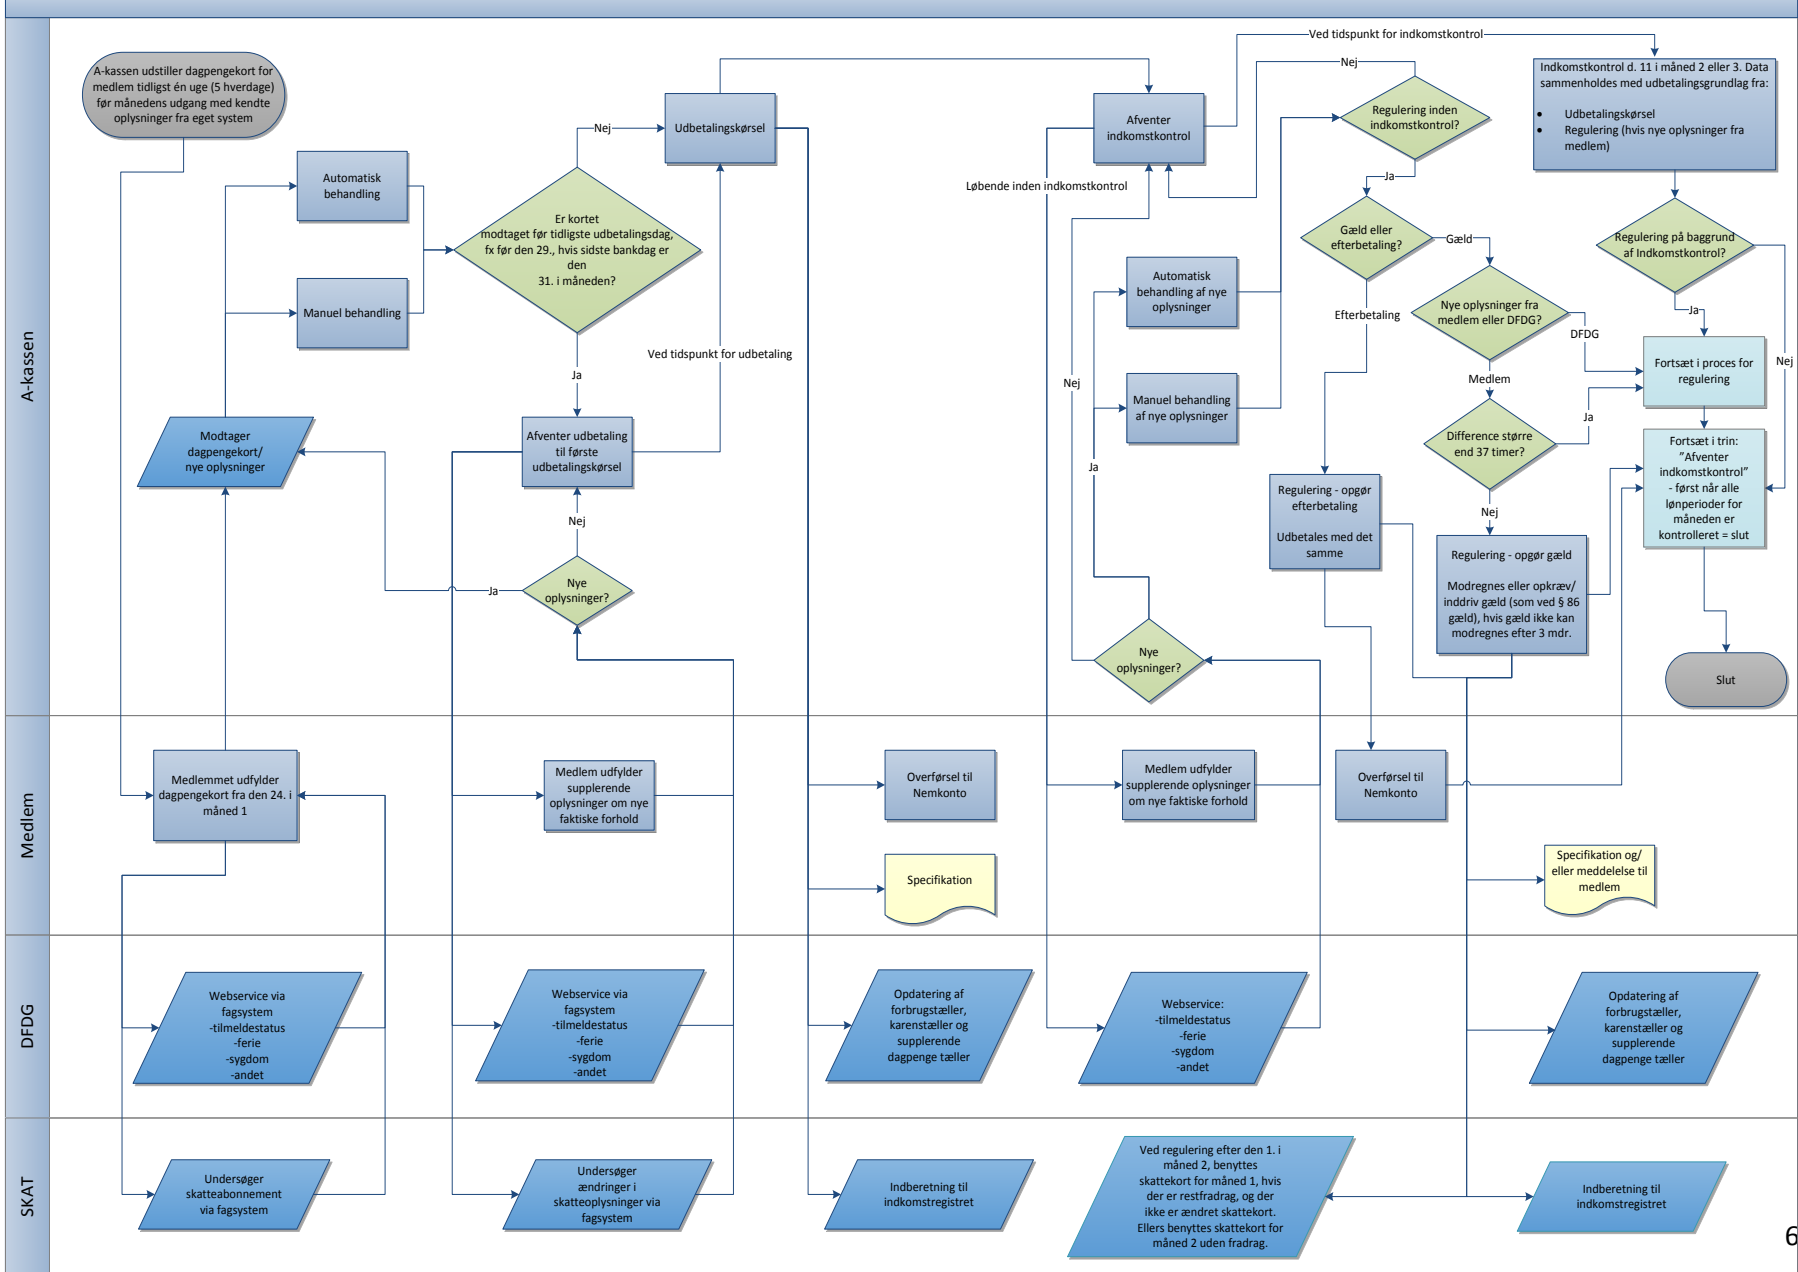 A-kassen
A-kassen udstiller dagpengekort for
medlem tidligst én uge (5 hverdage)
før månedens udgang med kendte
oplysninger fra eget system
Automatisk
behandling
Manuel behandling
Modtager
dagpengekort/
nye oplysninger
Er kortet
modtaget før tidligste udbetalingsdag,
fx før den 29., hvis sidste bankdag er
den
31. i måneden?
Nej
Ja
Udbetalingskørsel
Ved tidspunkt for udbetaling
Afventer udbetaling
til første
udbetalingskørsel
Nej
Nye
oplysninger?
Ja
Afventer
indkomstkontrol
Løbende inden indkomstkontrol
Ved tidspunkt for indkomstkontrol
Nej
Regulering inden
indkomstkontrol?
Ja
Gæld eller
efterbetaling?
Gæld
Efterbetaling
Automatisk
behandling af nye
oplysninger
Manuel behandling
af nye oplysninger
Nej
Ja
Nye
oplysninger?
Nye oplysninger fra
medlem eller DFDG?
DFDG
Medlem
Difference større
end 37 timer?
Ja
Nej
Regulering - opgør
efterbetaling
Udbetales med det
samme
Regulering - opgør gæld
Modregnes eller opkræv/
inddriv gæld (som ved § 86
gæld), hvis gæld ikke kan
modregnes efter 3 mdr.
Indkomstkontrol d. 11 i måned 2 eller 3. Data
sammenholdes med udbetalingsgrundlag fra:
• Udbetalingskørsel
• Regulering (hvis nye oplysninger fra
medlem)
Regulering på baggrund
af Indkomstkontrol?
Ja
Nej
Fortsæt i proces for
regulering
Fortsæt i trin:
”Afventer
indkomstkontrol”
- først når alle
lønperioder for
måneden er
kontrolleret = slut
Slut
Medlem
Medlemmet udfylder
dagpengekort fra den 24. i
måned 1
Medlem udfylder
supplerende
oplysninger om nye
faktiske forhold
Overførsel til
Nemkonto
Specifikation
Medlem udfylder
supplerende oplysninger
om nye faktiske forhold
Overførsel til
Nemkonto
Specifikation og/
eller meddelelse til
medlem
DFDG
Webservice via
fagsystem
-tilmeldestatus
-ferie
-sygdom
-andet
Webservice via
fagsystem
-tilmeldestatus
-ferie
-sygdom
-andet
Opdatering af
forbrugstæller,
karenstæller og
supplerende
dagpenge tæller
Webservice:
-tilmeldestatus
-ferie
-sygdom
-andet
Opdatering af
forbrugstæller,
karenstæller og
supplerende
dagpenge tæller
SKAT
Undersøger
skatteabonnement
via fagsystem
Undersøger
ændringer i
skatteoplysninger via
fagsystem
Indberetning til
indkomstregistret
Ved regulering efter den 1. i
måned 2, benyttes
skattekort for måned 1, hvis
der er restfradrag, og der
ikke er ændret skattekort.
Ellers benyttes skattekort for
måned 2 uden fradrag.
Indberetning til
indkomstregistret
6